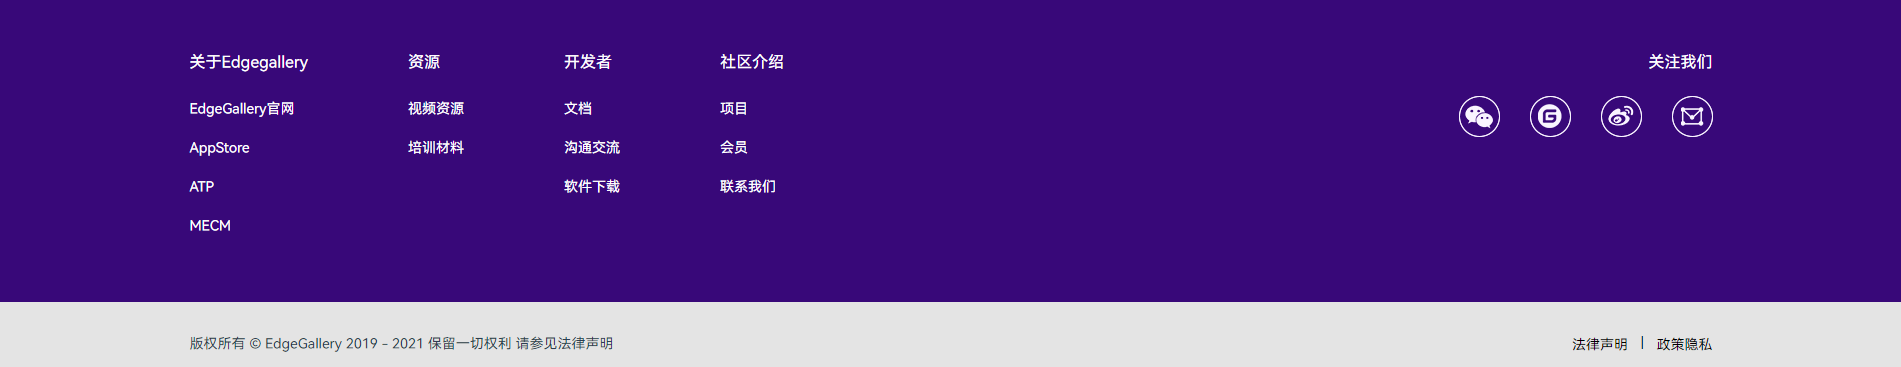 关于Edgegallery
EdgeGallery官网
AppStore
ATP
MECM
资源
视频资源
培训材料
开发者
文档
沟通交流
软件下载
社区介绍
项目
会员
联系我们
关注我们
版权所有 © EdgeGallery 2019 - 2021 保留一切权利 请参见法律声明
法律声明 | 政策隐私